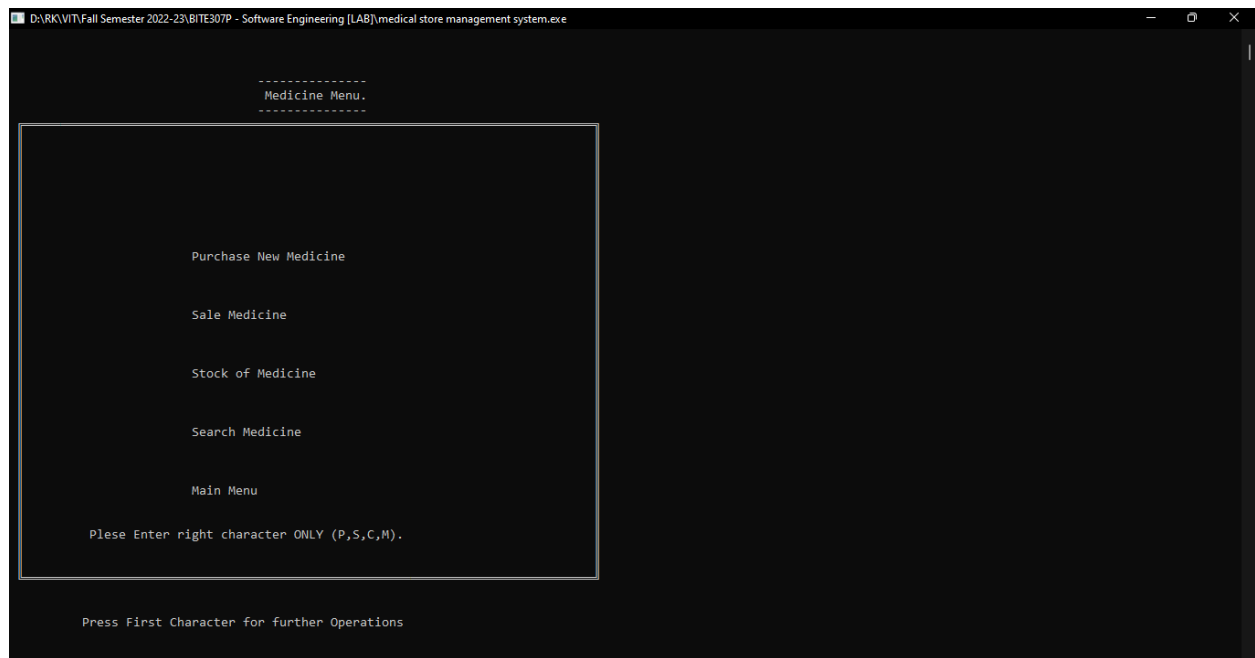 D:\RK\VIT\Fall Semester 2022-23\BITE307P - Software Engineering [LAB]\medical store management system.exe
---------------
Medicine Menu.
---------------
Purchase New Medicine
Sale Medicine
Stock of Medicine
Search Medicine
Main Menu
Plese Enter right character ONLY (P,S,C,M).
Press First Character for further Operations